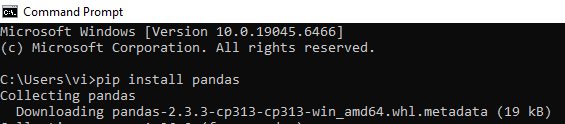 Command Prompt
Microsoft Windows [Version 10.0.19045.6466]
(c) Microsoft Corporation. All rights reserved.
C:\Users\vi>pip install pandas
Collecting pandas
Downloading pandas-2.3.3-cp313-cp313-win_amd64.whl.metadata (19 kB)